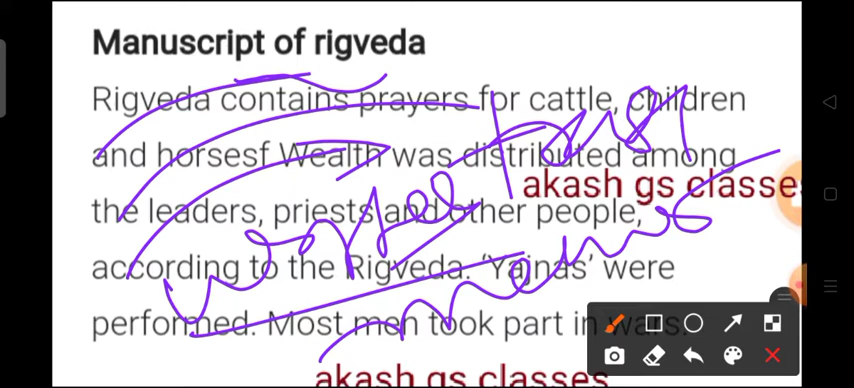 Manuscript of rigveda
Rigveda contains prayers for cattle, children
and horsesf Wealth was distributed among
akash gs classes
the leaders, priests and other people,
according to the Rigveda. ‘Yajnas’ were
performed. Most men took part in wars.
akash gs classes